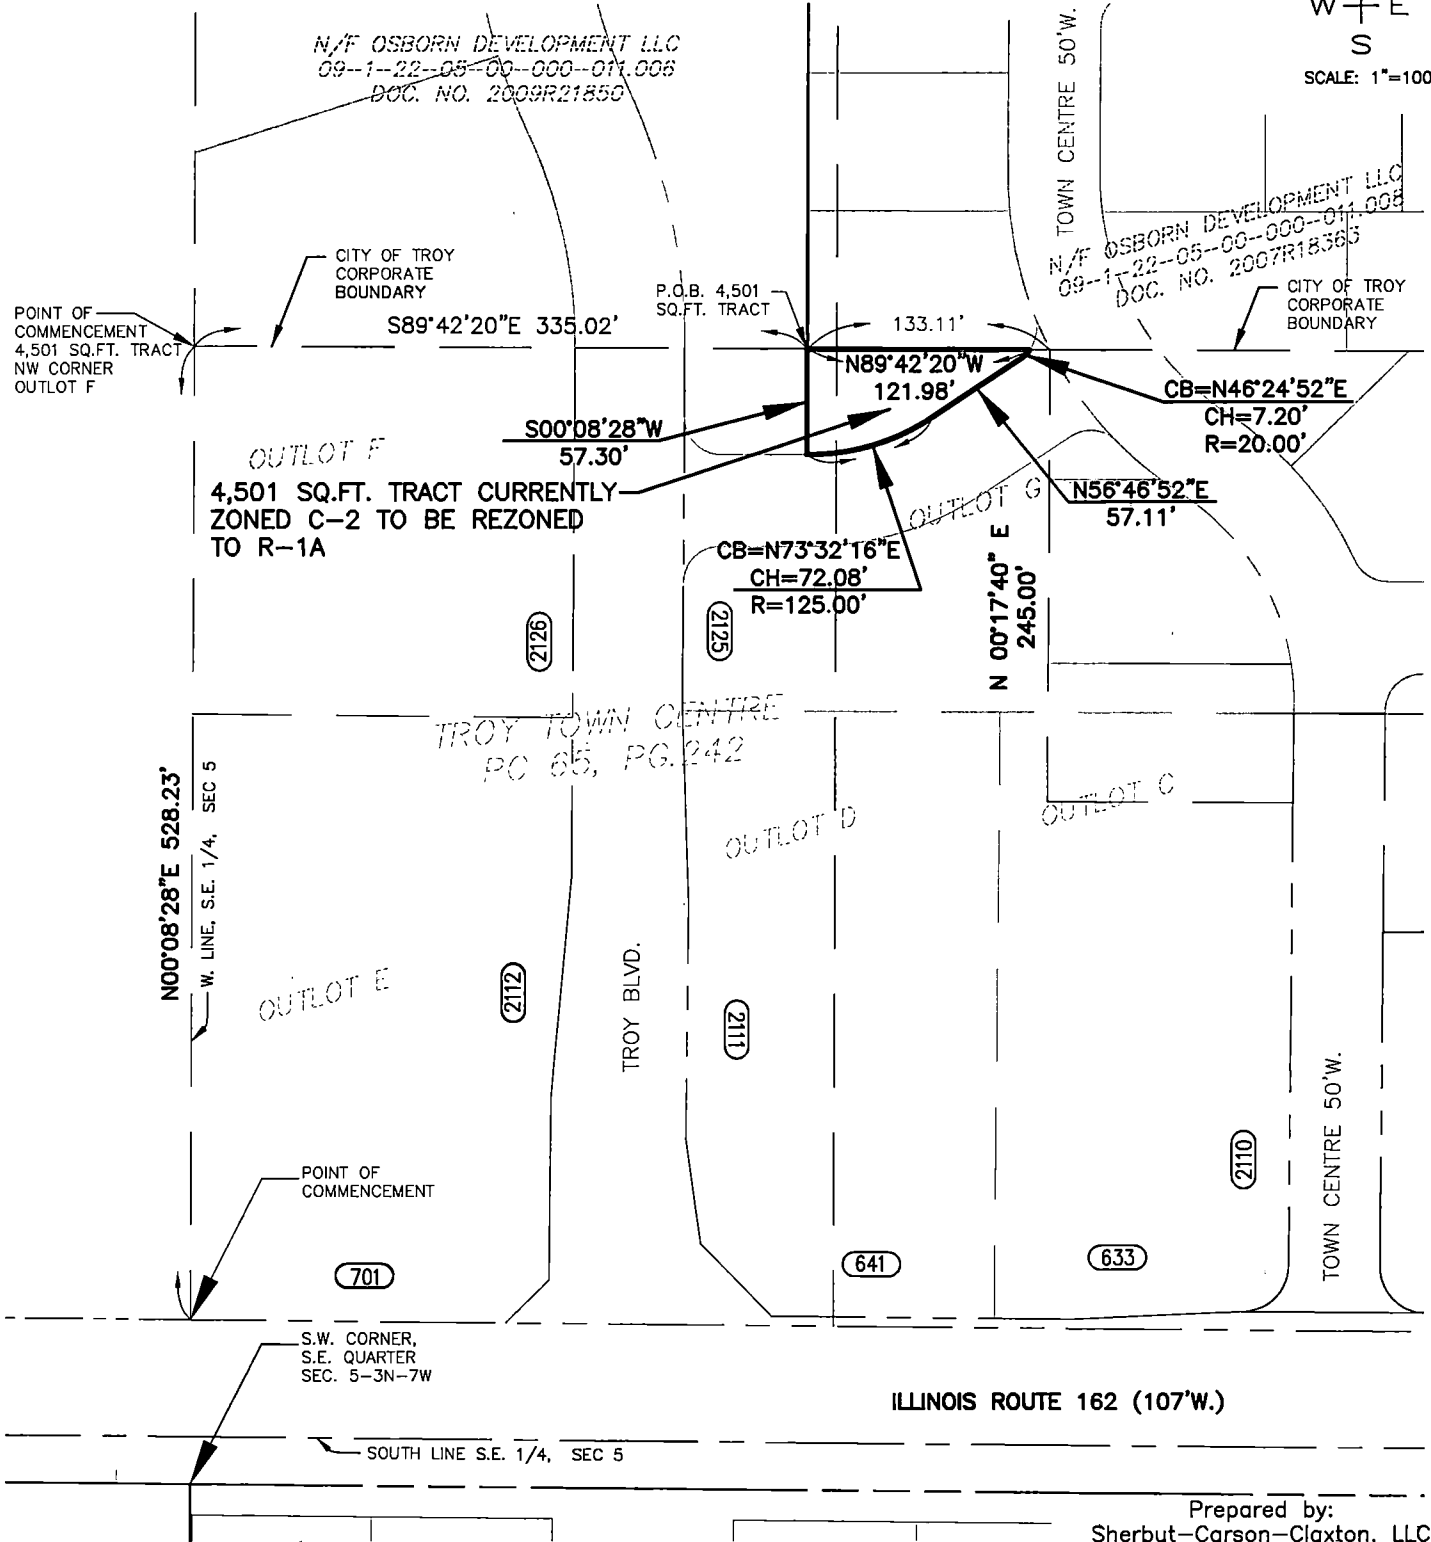 W E
S
SCALE: 1"=100
N/F OSBORN DEVELOPMENT LLC
09--1--22--05--00--000--011.006
DOC. NO. 2009R21850
TOWN CENTRE 50'W.
N/F OSBORN DEVELOPMENT LLC
09--1--22--05--00--000--011.008
DOC. NO. 2007R18363
CITY OF TROY
CORPORATE
BOUNDARY
POINT OF
COMMENCEMENT
4,501 SQ.FT. TRACT
NW CORNER
OUTLOT F
S89°42'20"E 335.02'
P.O.B. 4,501
SQ.FT. TRACT
133.11'
CITY OF TROY
CORPORATE
BOUNDARY
N89°42'20"W
121.98'
CB=N46°24'52"E
CH=7.20'
R=20.00'
S00°08'28"W
57.30'
OUTLOT F
4,501 SQ.FT. TRACT CURRENTLY
ZONED C-2 TO BE REZONED
TO R-1A
OUTLOT G
N56°46'52"E
57.11'
CB=N73°32'16"E
CH=72.08'
R=125.00'
N 00°17'40" E
245.00'
2126
2125
TROY TOWN CENTRE
PC 65, PG.242
N00°08'28"E 528.23'
W. LINE, S.E. 1/4, SEC 5
OUTLOT D
OUTLOT C
OUTLOT E
2112
TROY BLVD.
2111
2110
TOWN CENTRE 50'W.
POINT OF
COMMENCEMENT
701
641
633
S.W. CORNER,
S.E. QUARTER
SEC. 5-3N-7W
ILLINOIS ROUTE 162 (107'W.)
SOUTH LINE S.E. 1/4, SEC 5
Prepared by:
Sherbut-Carson-Claxton, LLC